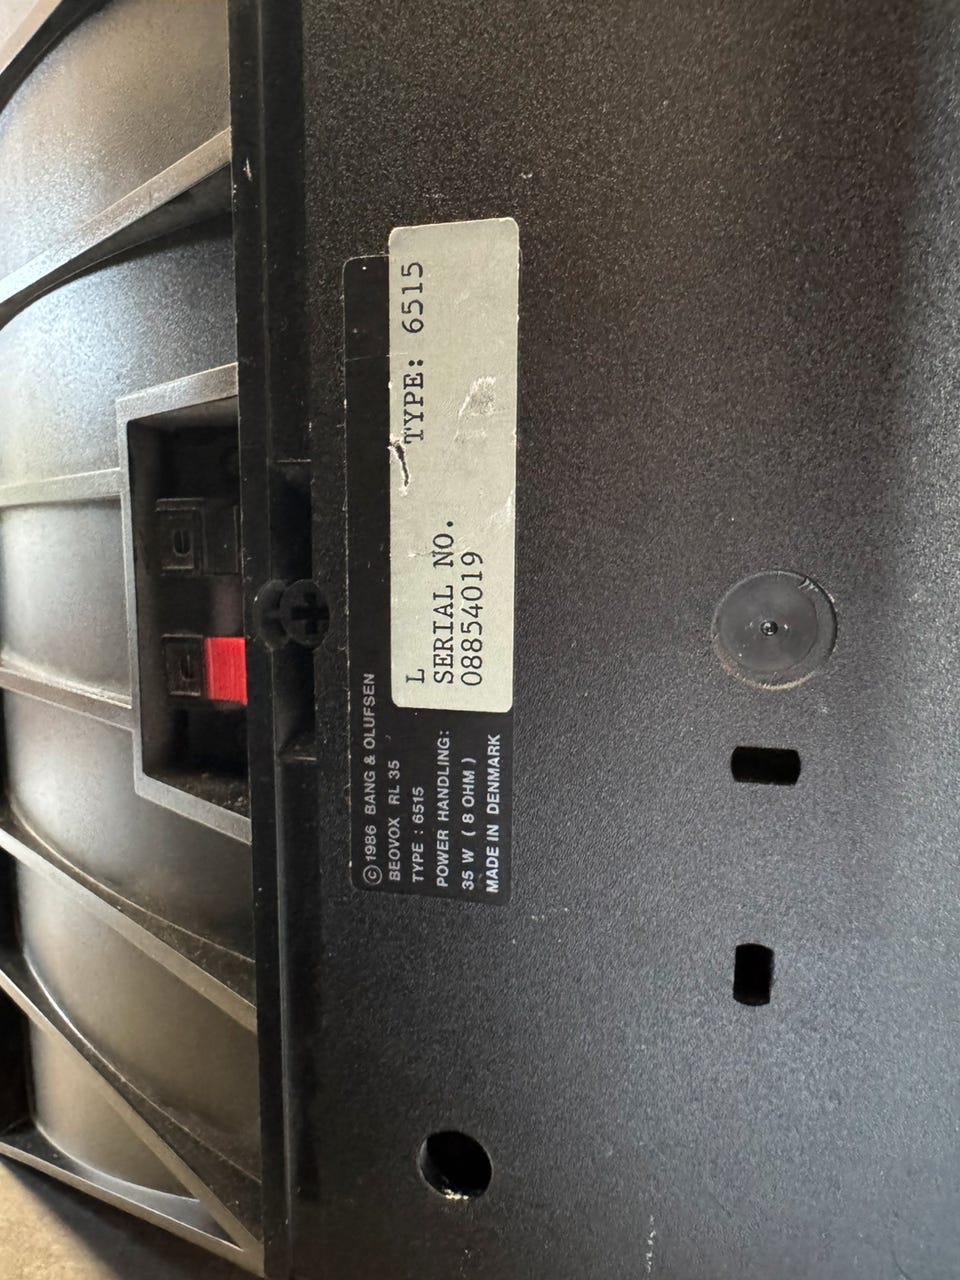 © 1986 BANG & OLUFSEN
BEOVOX RL 35
TYPE : 6515
POWER HANDLING:
35 W ( 8 OHM )
MADE IN DENMARK
L TYPE: 6515
SERIAL NO.
08854019